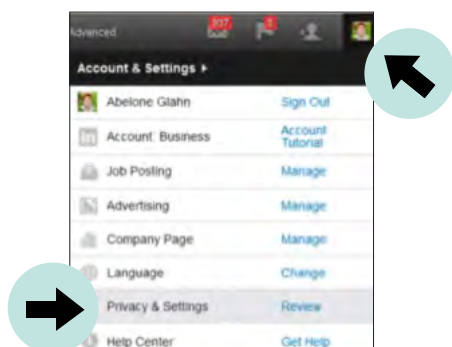 Advanced
Account & Settings
Abelone Glahn Sign Out
Account: Business Account
Tutorial
Job Posting Manage
Advertising Manage
Company Page Manage
Language Change
Privacy & Settings Review
Help Center Get Help